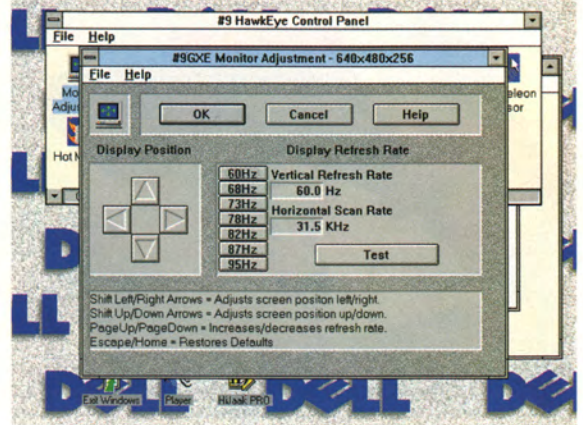 #9 HawkEye Control Panel
File Help
#9GXE Monitor Adjustment - 640x480x256
File Help
OK Cancel Help
Display Position
Display Refresh Rate
60Hz
68Hz
73Hz
78Hz
82Hz
87Hz
95Hz
Vertical Refresh Rate
60.0 Hz
Horizontal Scan Rate
31.5 KHz
Test
Shift Left/Right Arrows = Adjusts screen positon left/right.
Shift Up/Down Arrows = Adjusts screen position up/down.
PageUp/PageDown = Increases/decreases refresh rate.
Escape/Home = Restores Defaults
Exit Windows
Player
HiJaak PRO
DELL
DELL